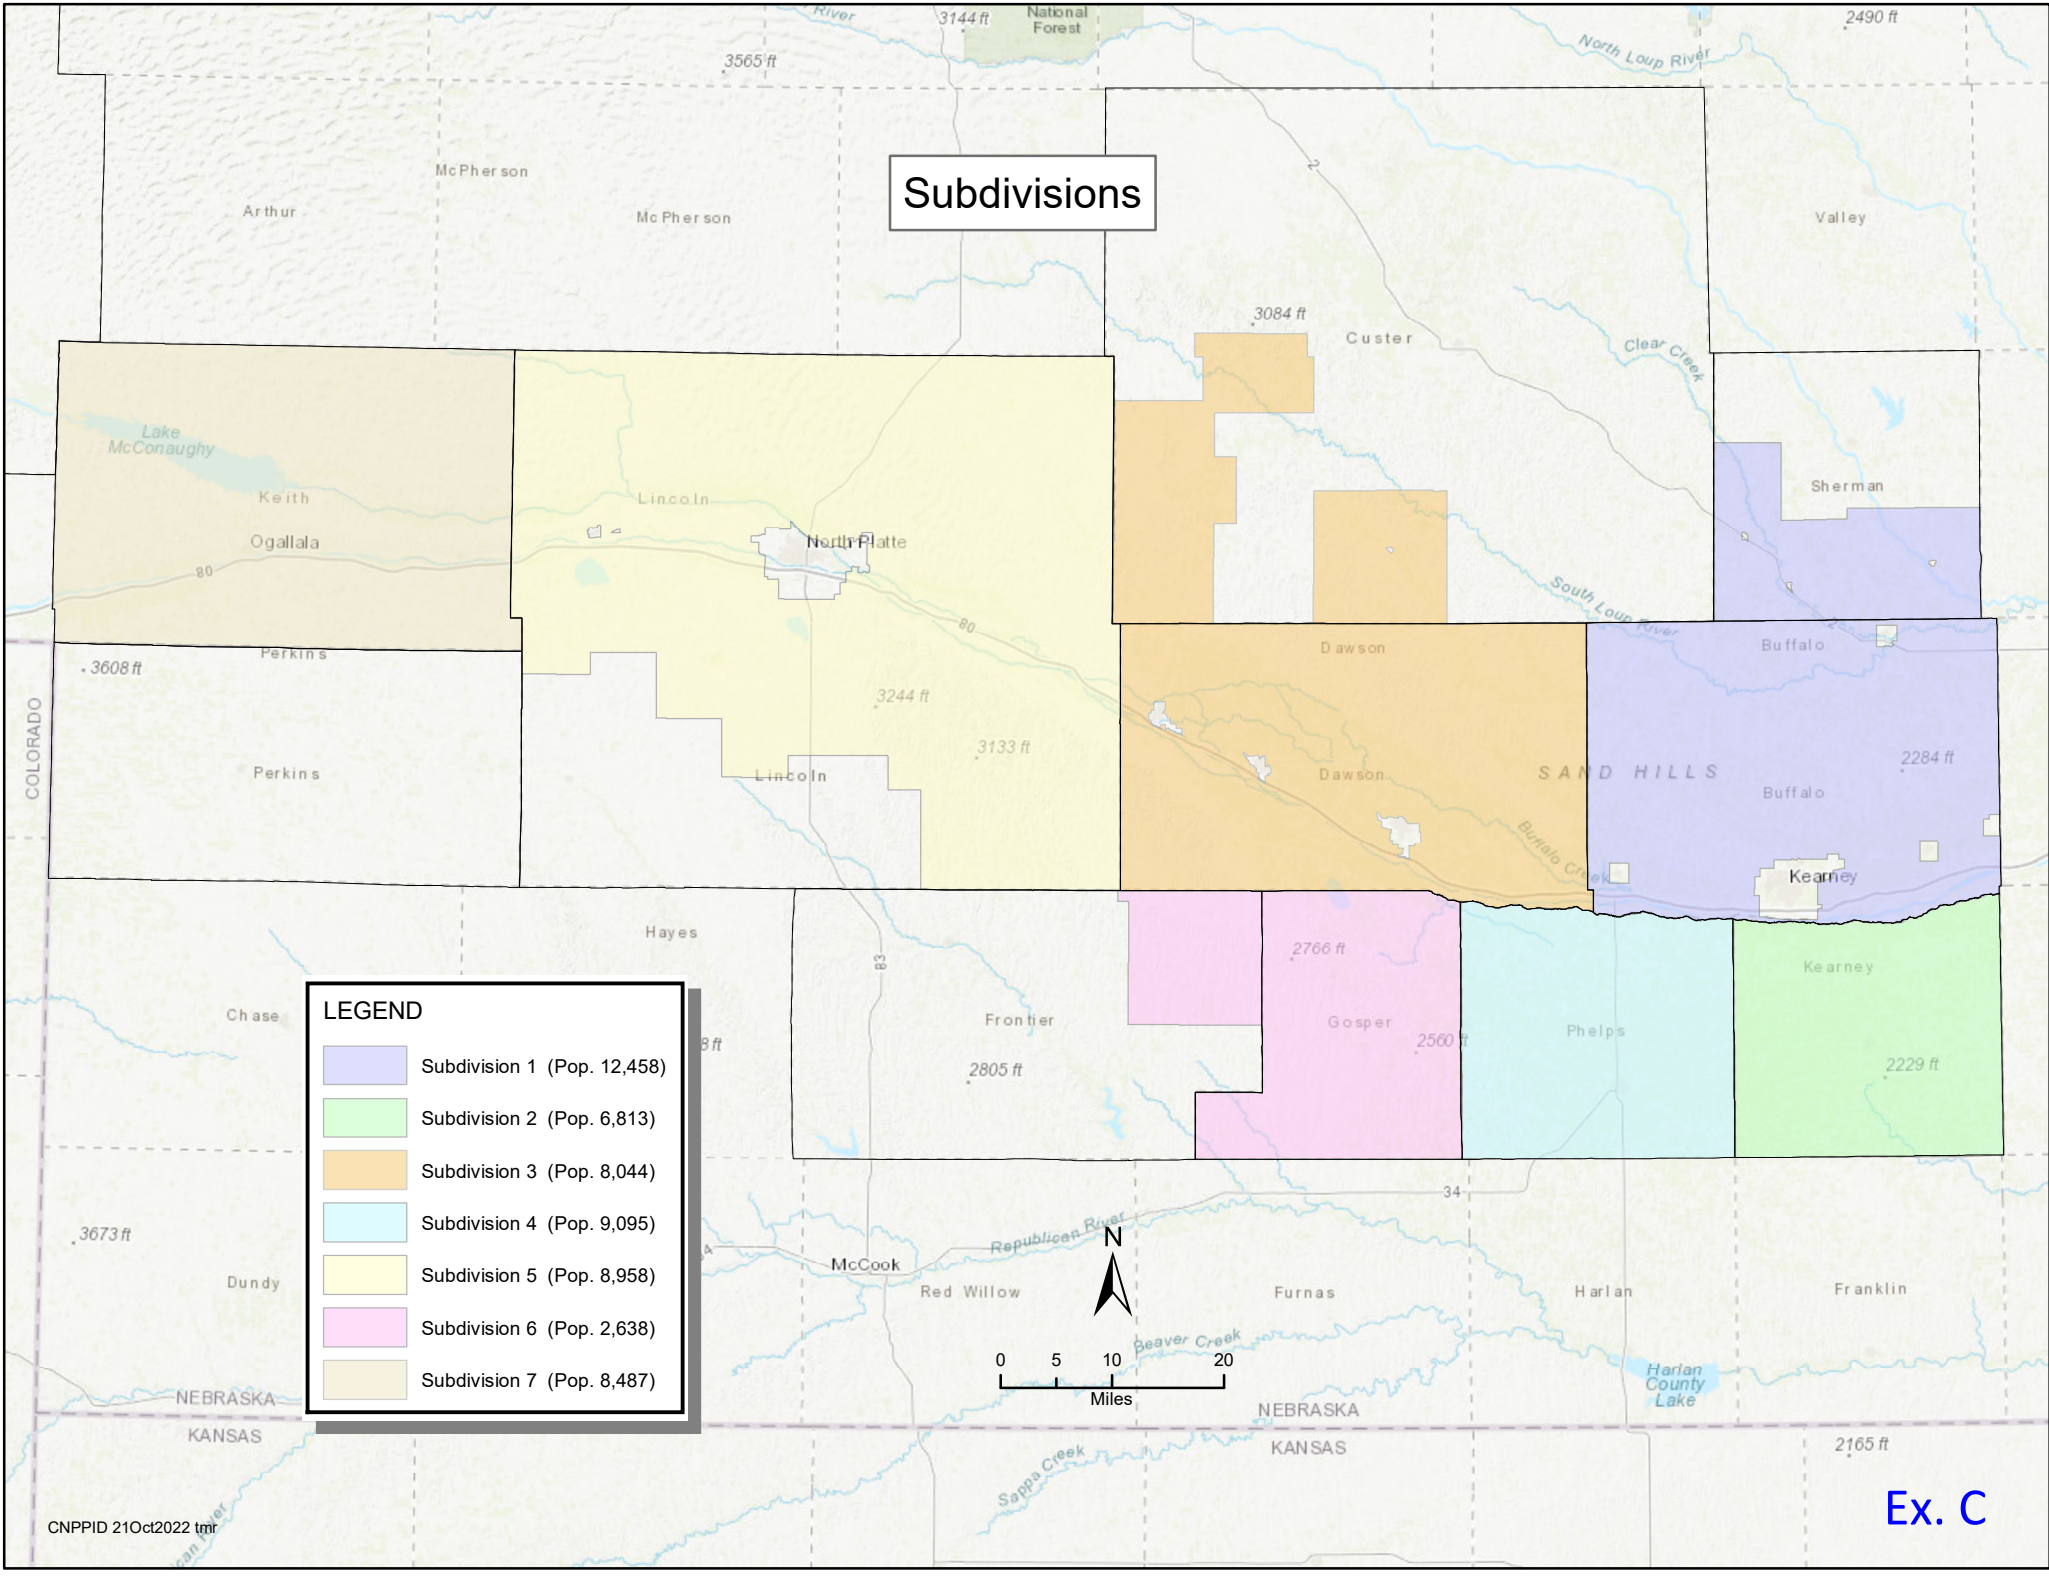 River
3144 ft
National
Forest
2490 ft
North Loup River
3565 ft
McPherson
Arthur
McPherson
Subdivisions
2
Valley
3084 ft
Custer
Clear Creek
Lake
McConaughy
Keith
Lincoln
Sherman
Ogallala
North Platte
80
South Loup River
80
2
Perkins
Dawson
Buffalo
3608 ft
3244 ft
COLORADO
3133 ft
Perkins
Lincoln
Dawson
SAND HILLS
2284 ft
Buffalo
Buffalo Creek
Kearney
Hayes
83
2766 ft
Kearney
Chase
Frontier
Gosper
Phelps
8 ft
2560 ft
2805 ft
2229 ft
LEGEND
Subdivision 1 (Pop. 12,458)
Subdivision 2 (Pop. 6,813)
Subdivision 3 (Pop. 8,044)
Subdivision 4 (Pop. 9,095)
Subdivision 5 (Pop. 8,958)
Subdivision 6 (Pop. 2,638)
Subdivision 7 (Pop. 8,487)
34
3673 ft
Republican River
N
4
McCook
Dundy
Red Willow
Furnas
Harlan
Franklin
Beaver Creek
0 5 10 20
Miles
Harlan
County
Lake
NEBRASKA
KANSAS
NEBRASKA
KANSAS
2165 ft
Sappa Creek
Ex. C
CNPPID 21Oct2022 tmr
ican River